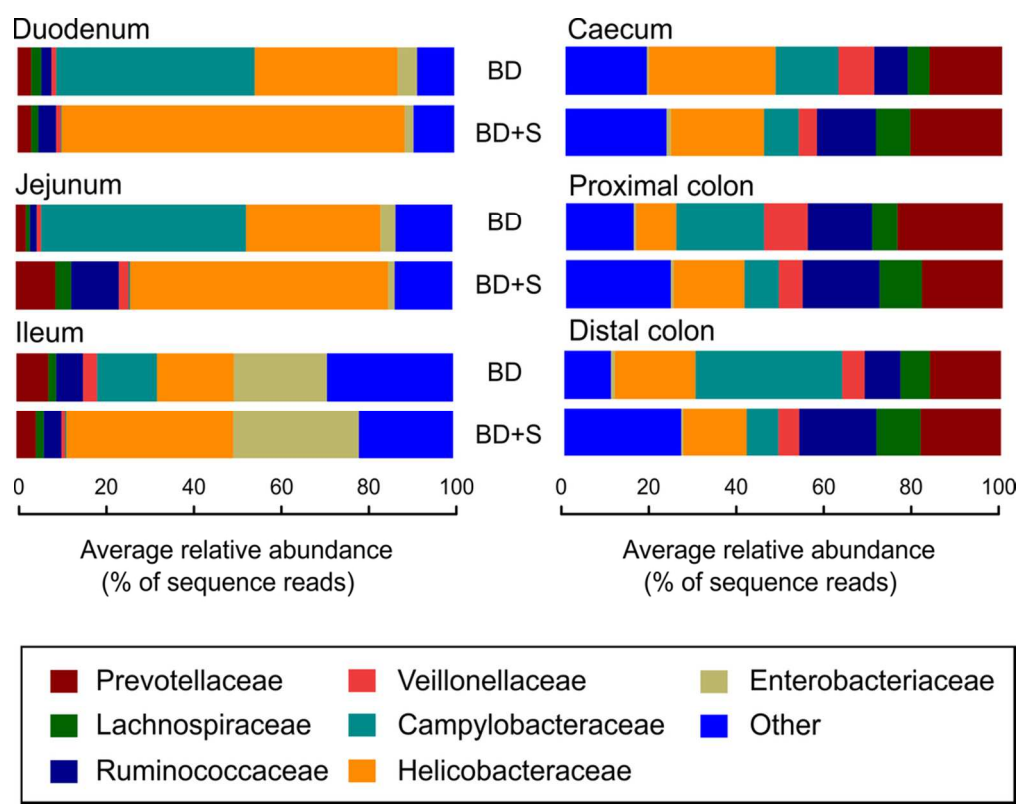 Duodenum
BD
BD+S
Jejunum
BD
BD+S
Ileum
BD
BD+S
0 20 40 60 80 100
Average relative abundance
(% of sequence reads)
Caecum
Proximal colon
Distal colon
0 20 40 60 80 100
Average relative abundance
(% of sequence reads)
Prevotellaceae
Lachnospiraceae
Ruminococcaceae
Veillonellaceae
Campylobacteraceae
Helicobacteraceae
Enterobacteriaceae
Other